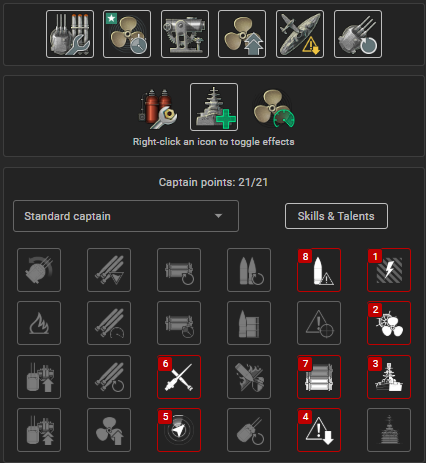 Right-click an icon to toggle effects
Captain points: 21/21
Standard captain
Skills & Talents
8
1
2
6
7
3
5
4